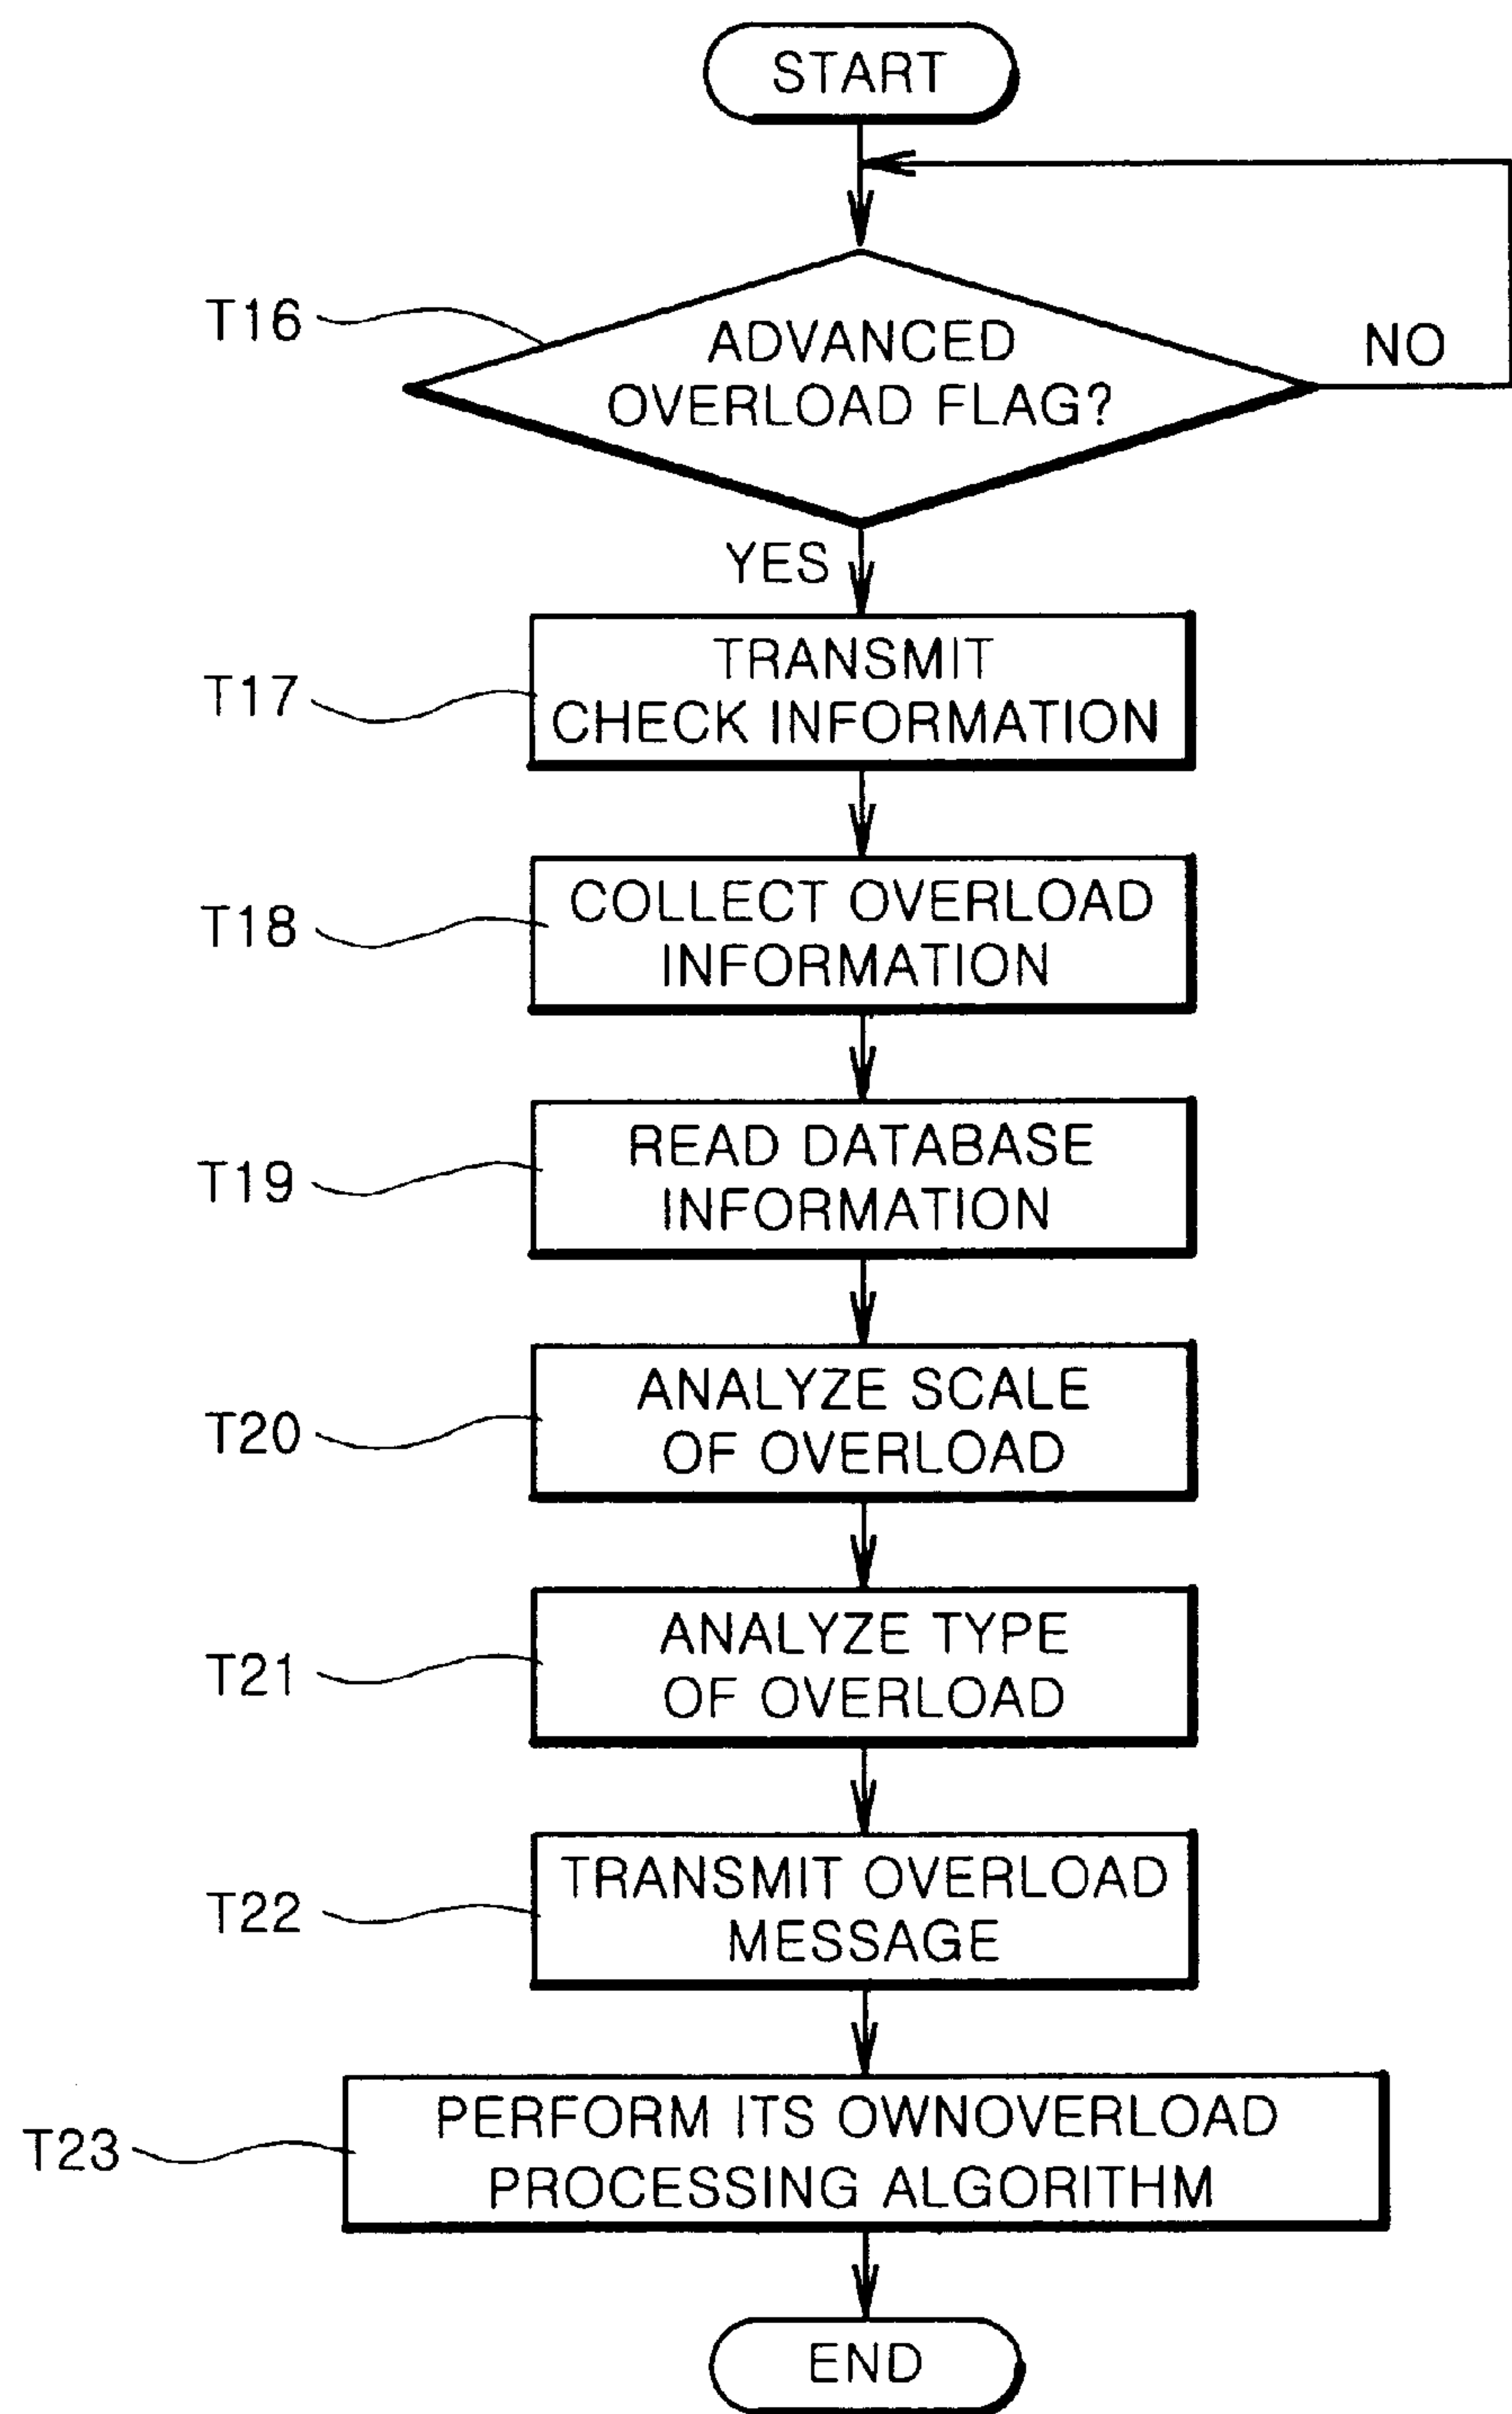 START
T16
ADVANCED
OVERLOAD FLAG?
NO
YES
T17
TRANSMIT
CHECK INFORMATION
T18
COLLECT OVERLOAD
INFORMATION
T19
READ DATABASE
INFORMATION
T20
ANALYZE SCALE
OF OVERLOAD
T21
ANALYZE TYPE
OF OVERLOAD
T22
TRANSMIT OVERLOAD
MESSAGE
T23
PERFORM ITS OWNOVERLOAD
PROCESSING ALGORITHM
END